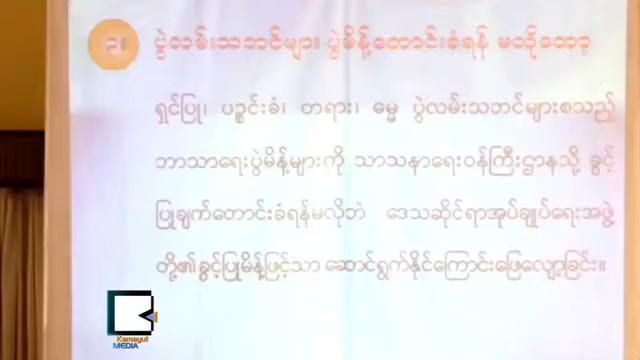 ၃။ ပွဲလမ်းသဘင်များ ပွဲမိန့်တောင်းခံရန် မလိုတော့
ရှင်ပြု၊ ပဉ္စင်းခံ၊ တရား၊ ဓမ္မ ပွဲလမ်းသဘင်များစသည့်
ဘာသာရေးပွဲမိန့်များကို သာသနာရေးဝန်ကြီးဌာနသို့ ခွင့်
ပြုချက်တောင်းခံရန်မလိုဘဲ ဒေသဆိုင်ရာအုပ်ချုပ်ရေးအဖွဲ့
တို့၏ခွင့်ပြုမိန့်ဖြင့်သာ ဆောင်ရွက်နိုင်ကြောင်းဖြေလျှော့ခြင်း။
Kamayut
MEDIA